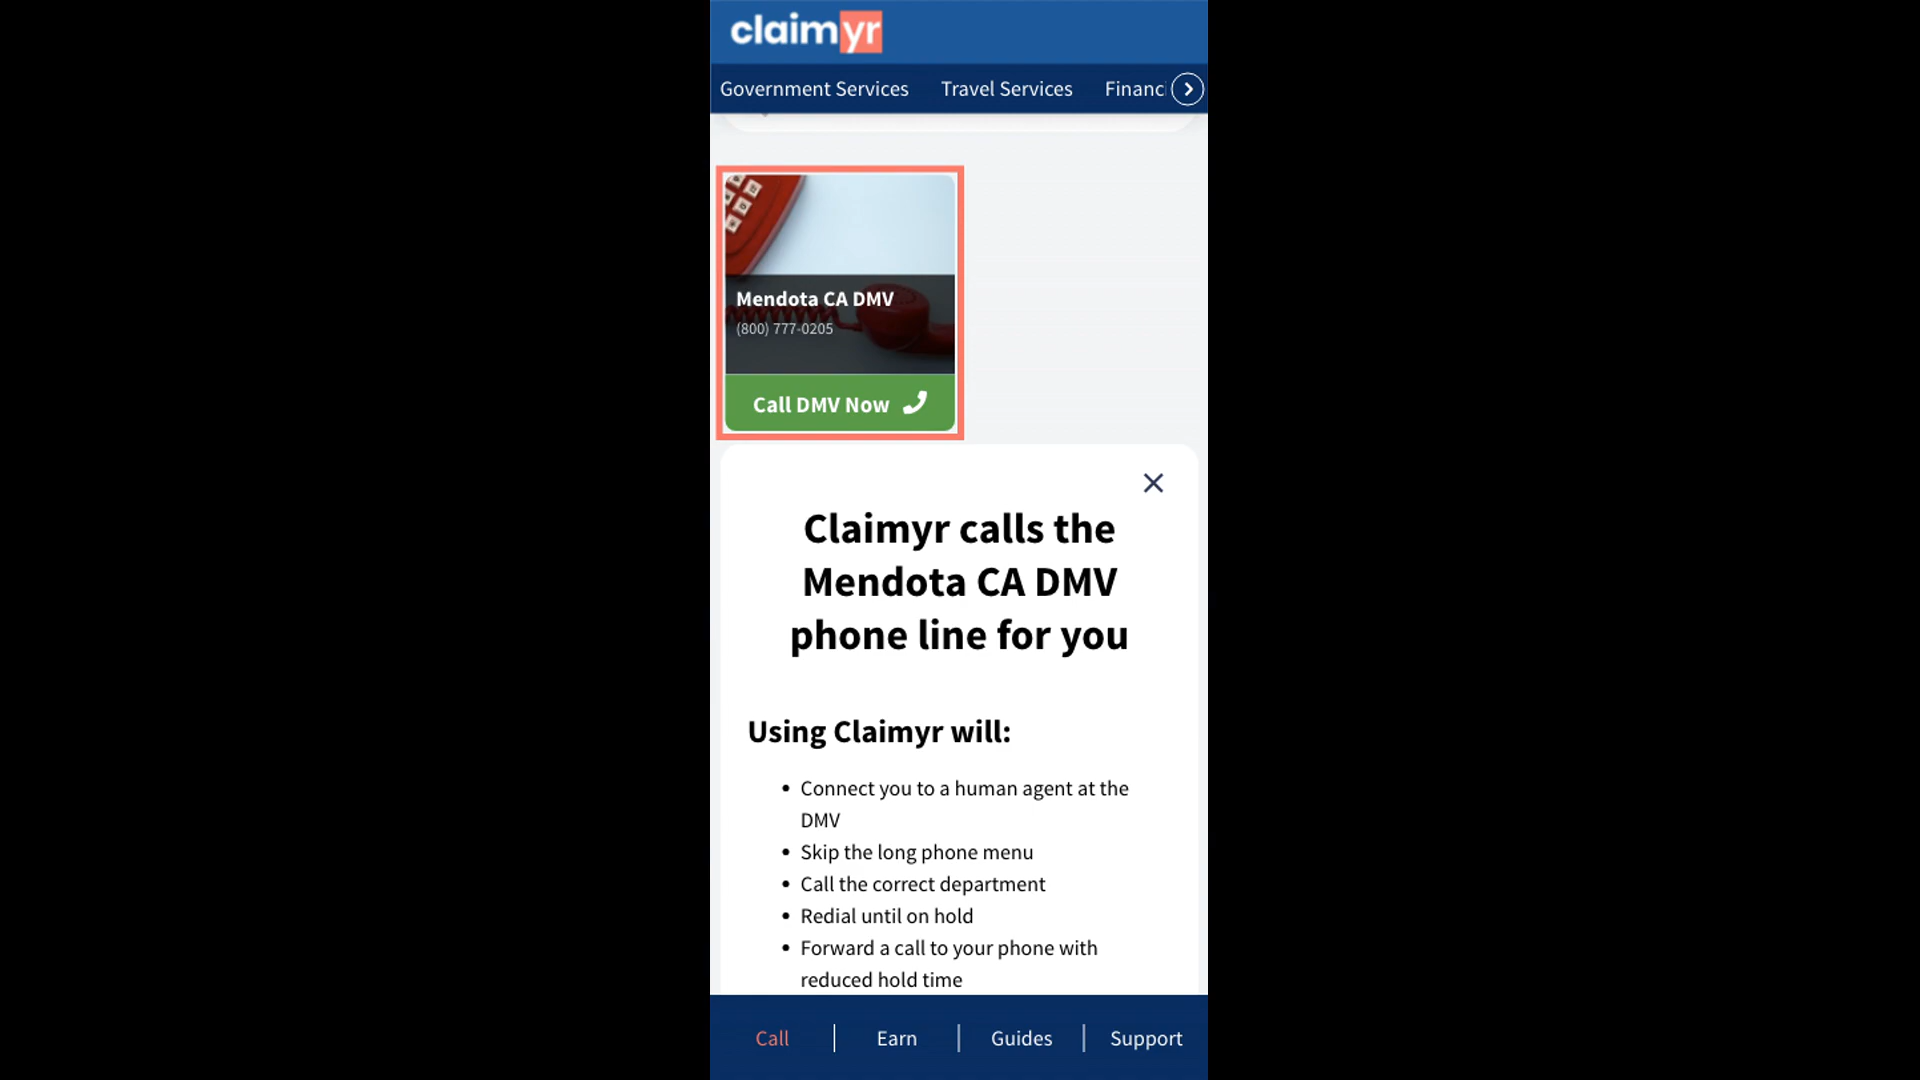 claimyr
Government Services
Travel Services
Financ
Mendota CA DMV
(800) 777-0205
Call DMV Now
Claimyr calls the
Mendota CA DMV
phone line for you
Using Claimyr will:
• Connect you to a human agent at the
DMV
• Skip the long phone menu
• Call the correct department
• Redial until on hold
• Forward a call to your phone with
reduced hold time
Call
Earn
Guides
Support